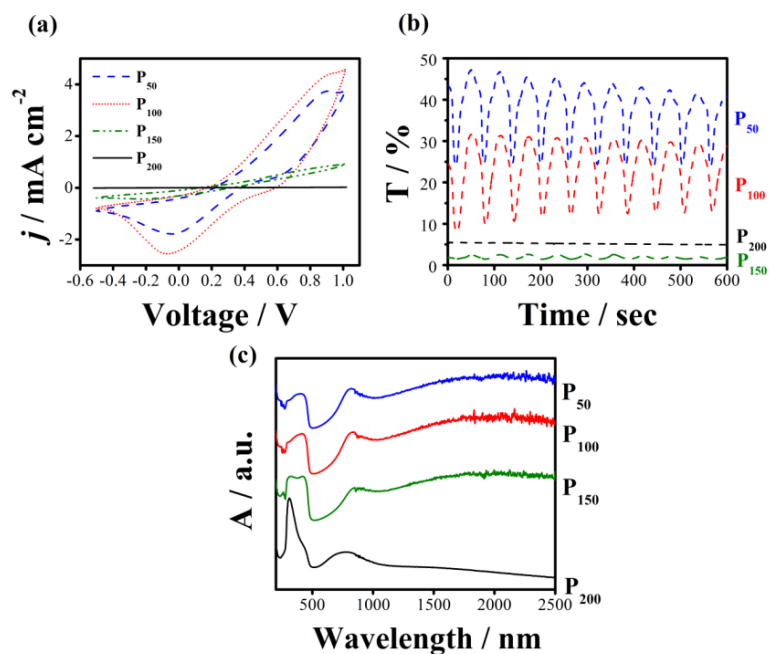 (a)
j / mA cm⁻²
4
2
0
-2
-0.6 -0.4 -0.2 0.0 0.2 0.4 0.6 0.8 1.0
Voltage / V
P₅₀
P₁₀₀
P₁₅₀
P₂₀₀
(b)
T / %
50
40
30
20
10
0
0 100 200 300 400 500 600
Time / sec
P₅₀
P₁₀₀
P₂₀₀
P₁₅₀
(c)
A / a.u.
500 1000 1500 2000 2500
Wavelength / nm
P₅₀
P₁₀₀
P₁₅₀
P₂₀₀